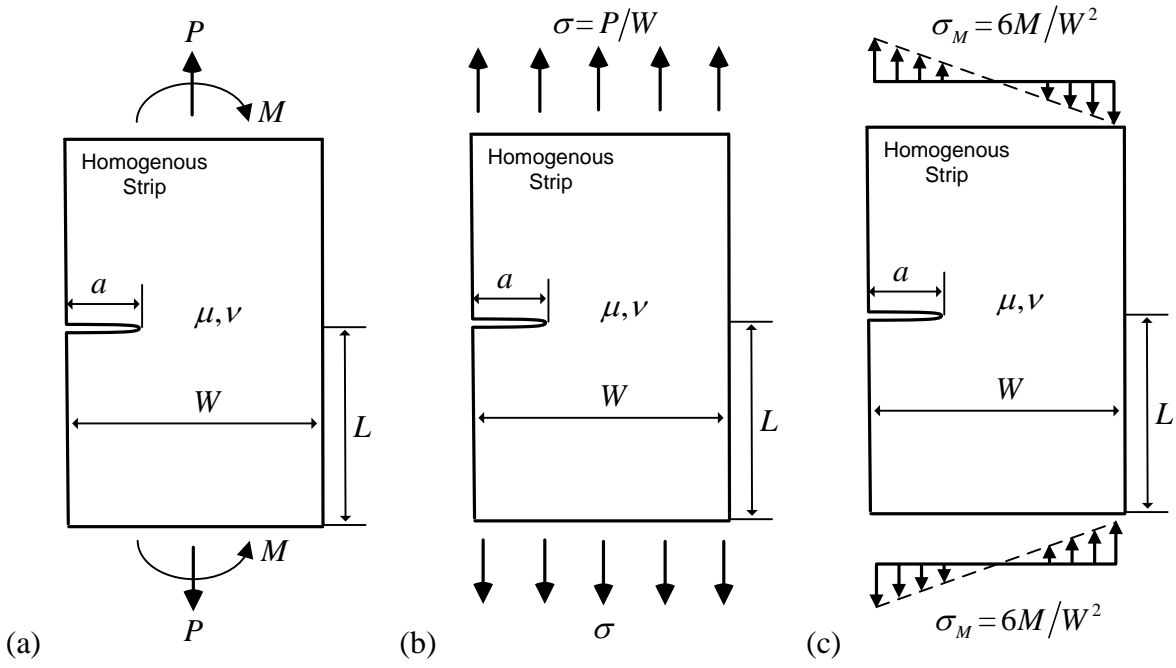 P
M
Homogenous
Strip
a
μ,ν
W
L
M
P
(a)
σ = P/W
Homogenous
Strip
a
μ,ν
W
L
σ
(b)
σ_M = 6M/W²
Homogenous
Strip
a
μ,ν
W
L
σ_M = 6M/W²
(c)